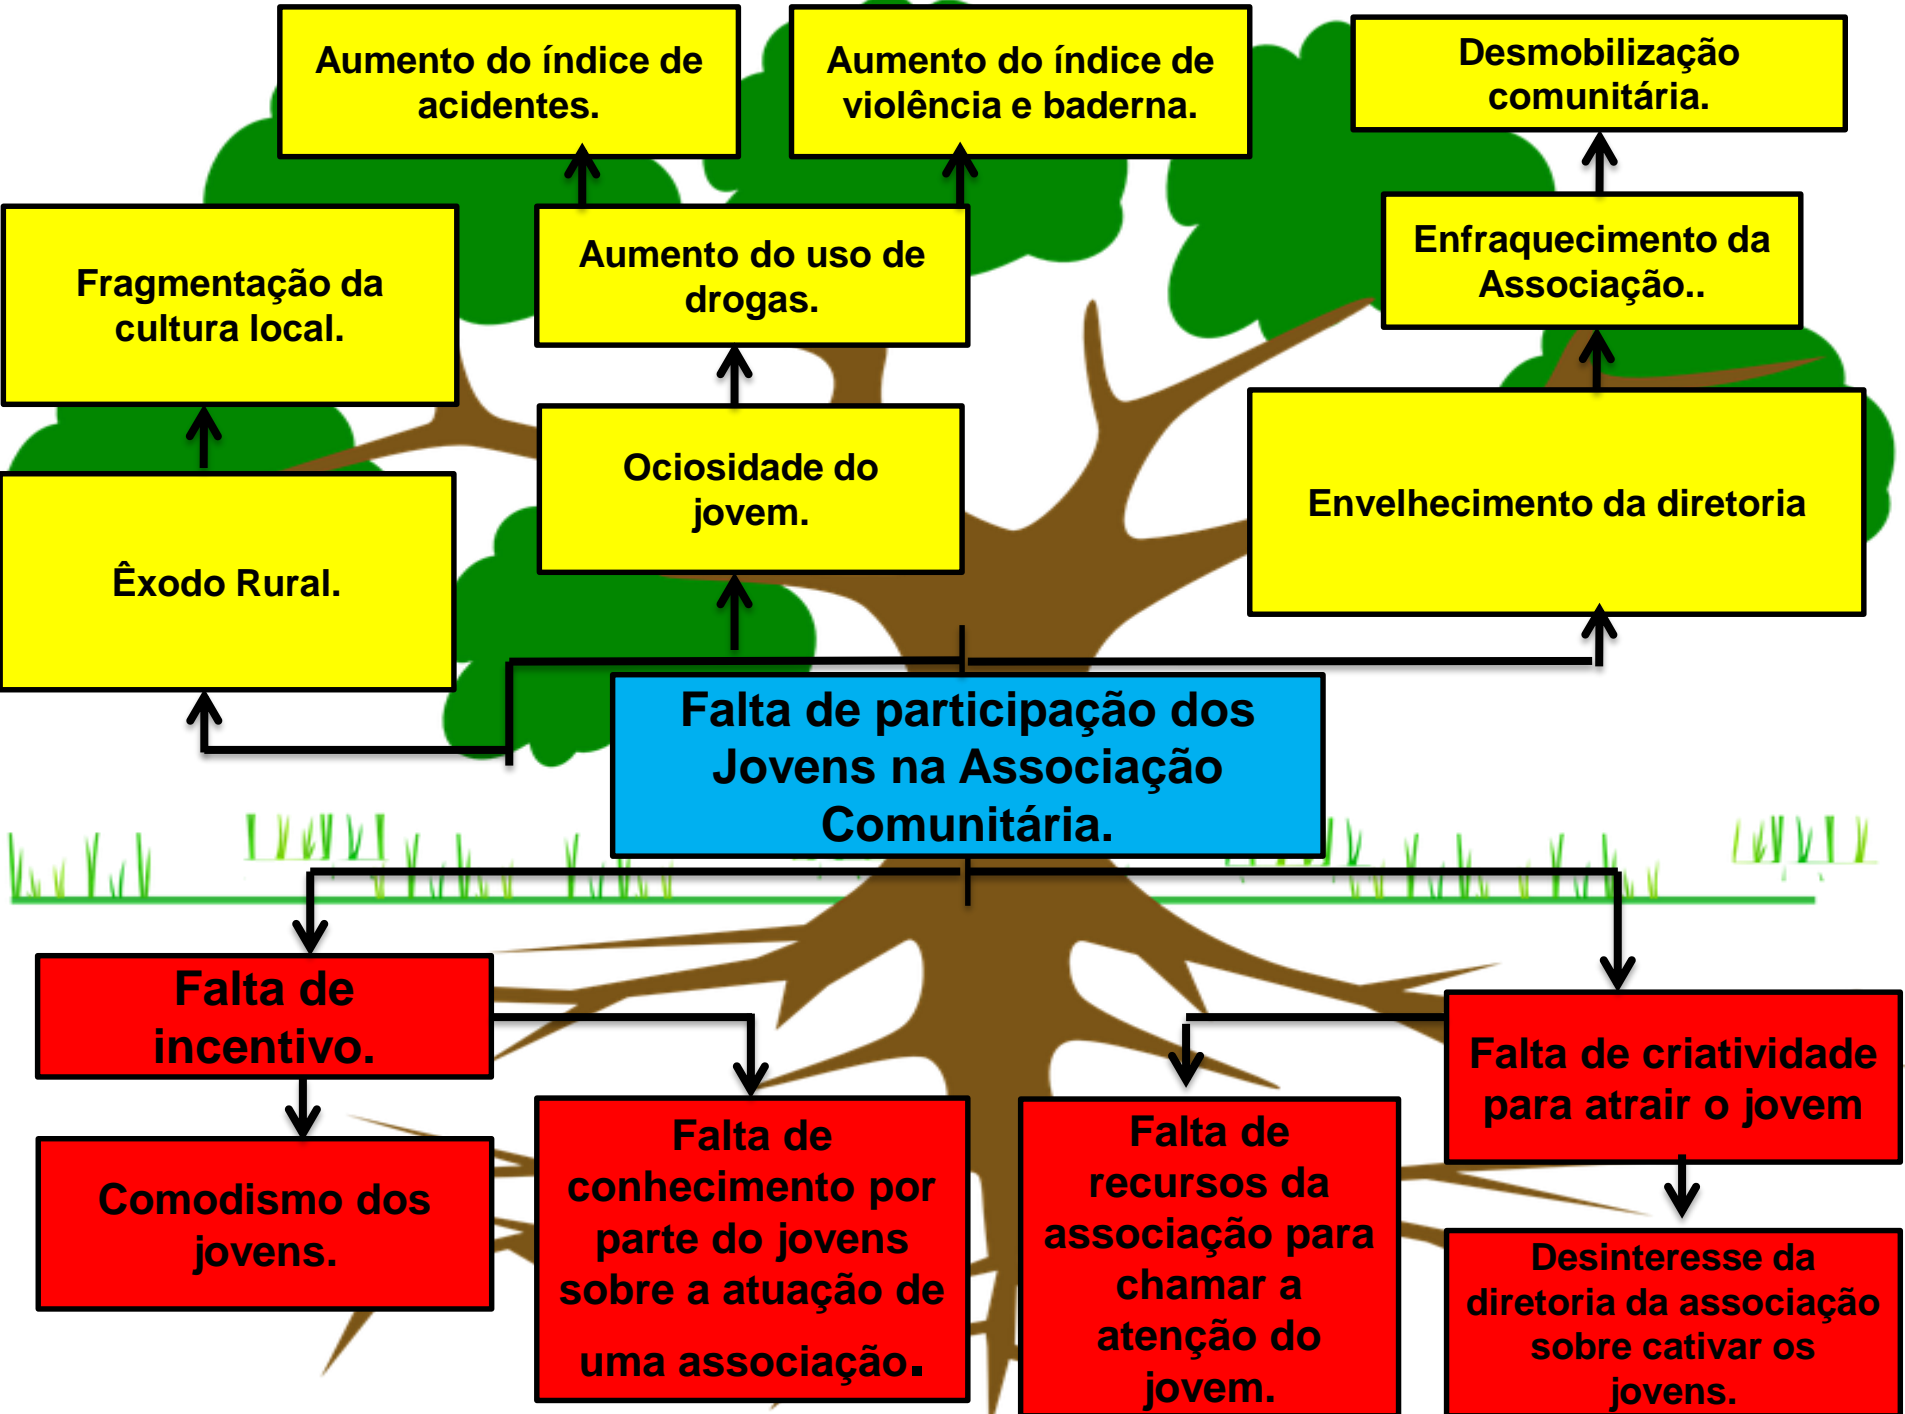 Aumento do índice de
acidentes.
Aumento do índice de
violência e baderna.
Desmobilização
comunitária.
Fragmentação da
cultura local.
Aumento do uso de
drogas.
Enfraquecimento da
Associação..
Êxodo Rural.
Ociosidade do
jovem.
Envelhecimento da diretoria
Falta de participação dos
Jovens na Associação
Comunitária.
Falta de
incentivo.
Falta de criatividade
para atrair o jovem
Comodismo dos
jovens.
Falta de
conhecimento por
parte do jovens
sobre a atuação de
uma associação.
Falta de
recursos da
associação para
chamar a
atenção do
jovem.
Desinteresse da
diretoria da associação
sobre cativar os
jovens.